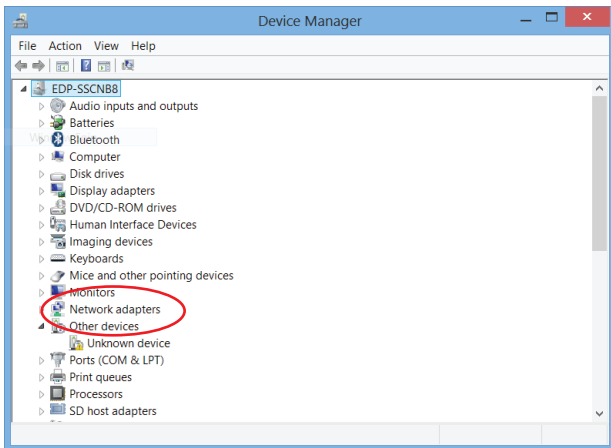 Device Manager
File Action View Help
EDP-SSCNB8
Audio inputs and outputs
Batteries
Bluetooth
Computer
Disk drives
Display adapters
DVD/CD-ROM drives
Human Interface Devices
Imaging devices
Keyboards
Mice and other pointing devices
Monitors
Network adapters
Other devices
Unknown device
Ports (COM & LPT)
Print queues
Processors
SD host adapters